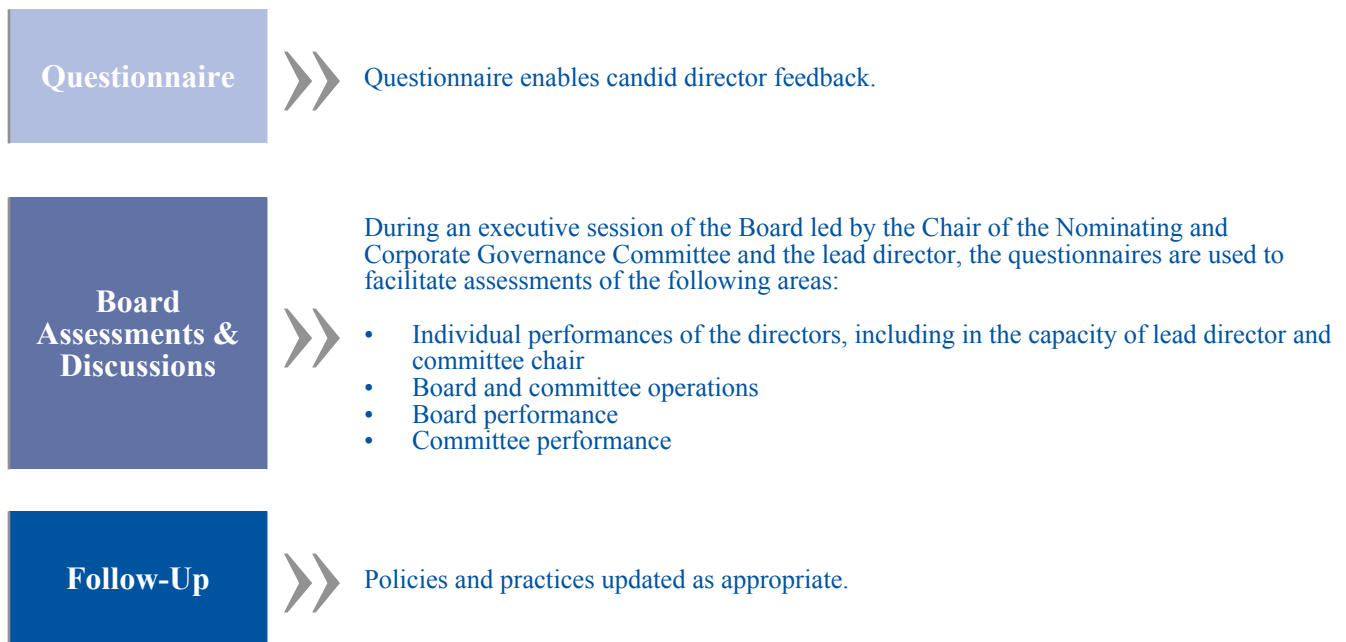 Questionnaire
Questionnaire enables candid director feedback.
Board
Assessments &
Discussions
During an executive session of the Board led by the Chair of the Nominating and
Corporate Governance Committee and the lead director, the questionnaires are used to
facilitate assessments of the following areas:
• Individual performances of the directors, including in the capacity of lead director and
committee chair
• Board and committee operations
• Board performance
• Committee performance
Follow-Up
Policies and practices updated as appropriate.